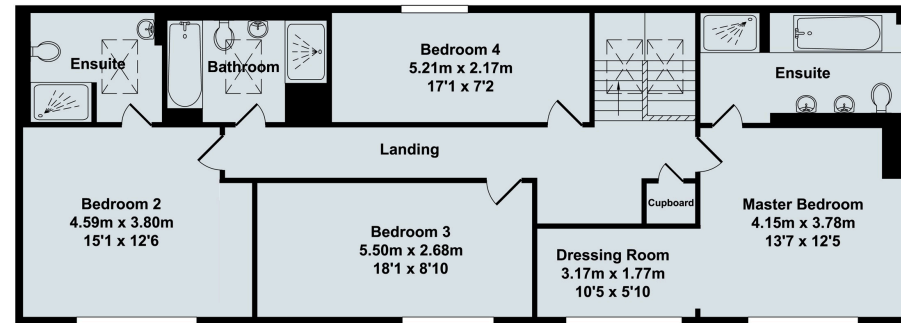 Ensuite
Bathroom
Bedroom 4
5.21m x 2.17m
17'1 x 7'2
Ensuite
Landing
Bedroom 2
4.59m x 3.80m
15'1 x 12'6
Bedroom 3
5.50m x 2.68m
18'1 x 8'10
Cupboard
Dressing Room
3.17m x 1.77m
10'5 x 5'10
Master Bedroom
4.15m x 3.78m
13'7 x 12'5